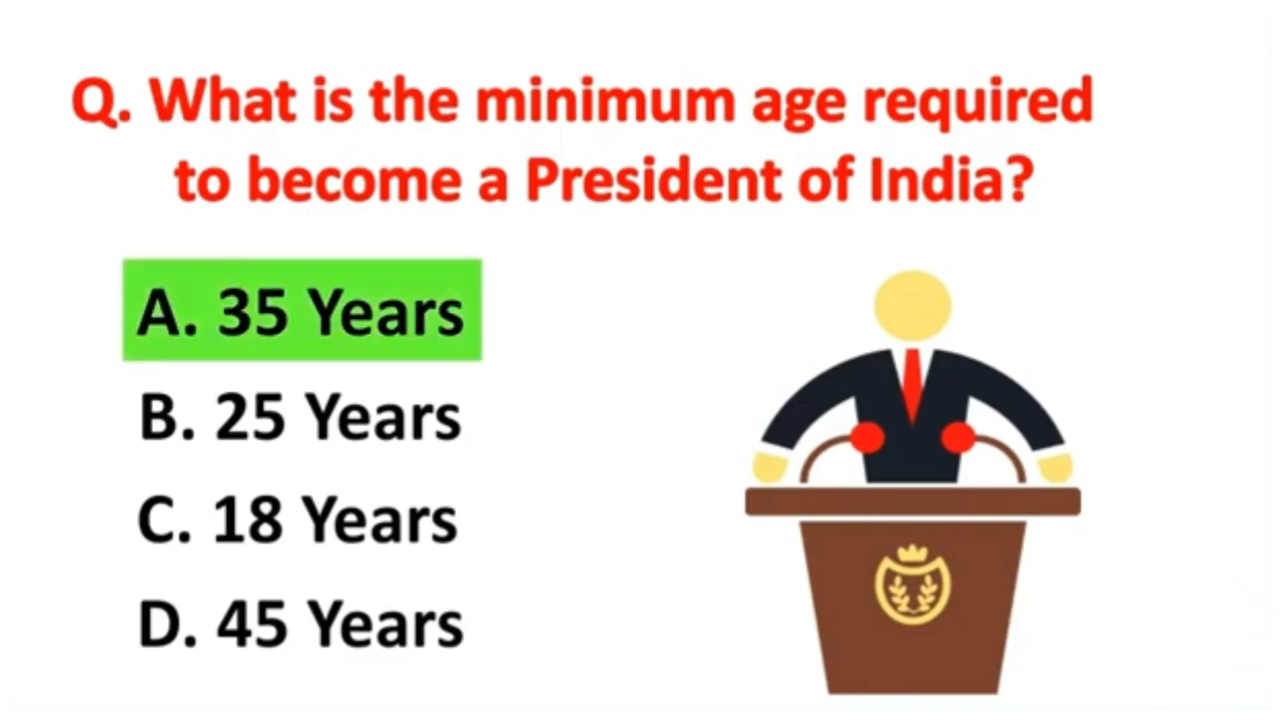 Q. What is the minimum age required
to become a President of India?
A. 35 Years
B. 25 Years
C. 18 Years
D. 45 Years